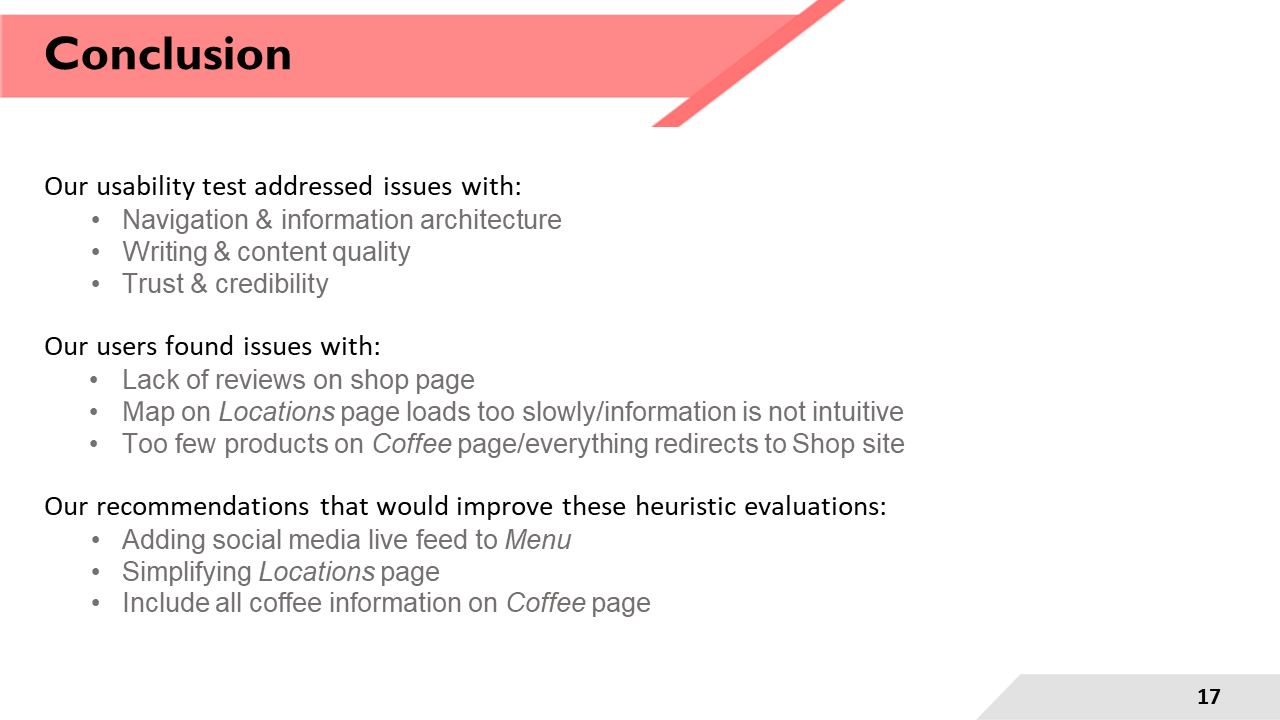 Conclusion
Our usability test addressed issues with:
• Navigation & information architecture
• Writing & content quality
• Trust & credibility
Our users found issues with:
• Lack of reviews on shop page
• Map on Locations page loads too slowly/information is not intuitive
• Too few products on Coffee page/everything redirects to Shop site
Our recommendations that would improve these heuristic evaluations:
• Adding social media live feed to Menu
• Simplifying Locations page
• Include all coffee information on Coffee page
17